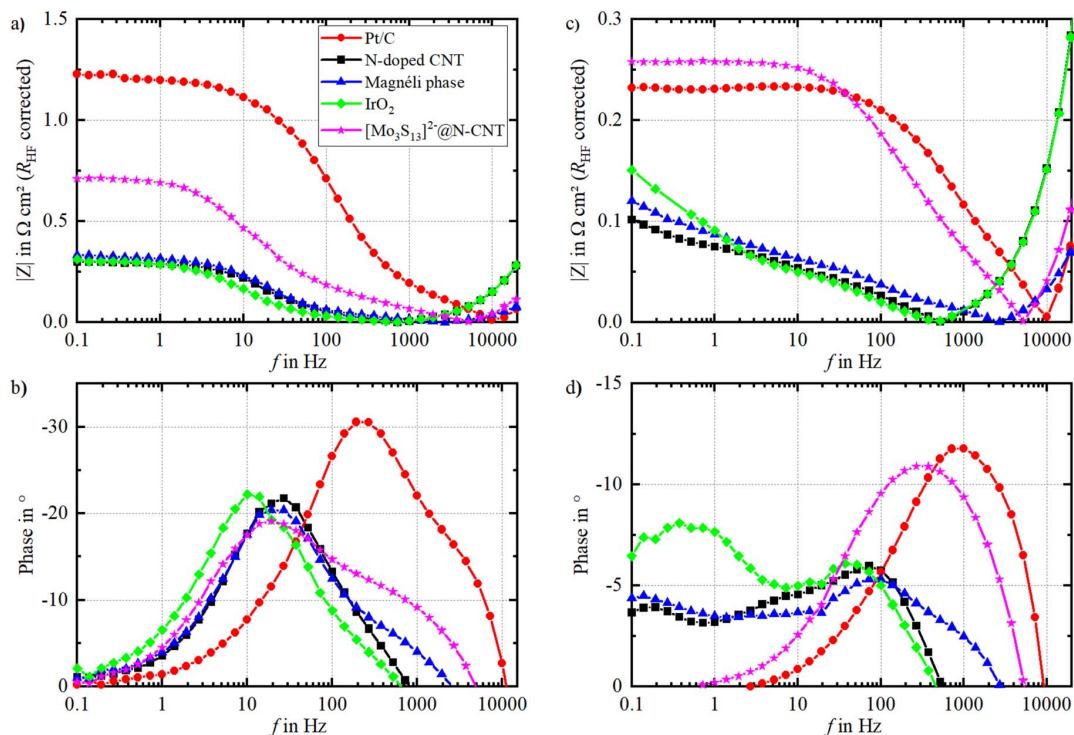 a)
|Z| in Ω cm² (R_HF corrected)
1.5
1.0
0.5
0.0
0.1
1
10
100
1000
10000
f in Hz
Pt/C
N-doped CNT
Magnéli phase
IrO₂
[Mo₃S₁₃]²⁻@N-CNT
c)
|Z| in Ω cm² (R_HF corrected)
0.3
0.2
0.1
0.0
0.1
1
10
100
1000
10000
f in Hz
b)
Phase in °
-30
-20
-10
0
0.1
1
10
100
1000
10000
f in Hz
d)
Phase in °
-15
-10
-5
0
0.1
1
10
100
1000
10000
f in Hz